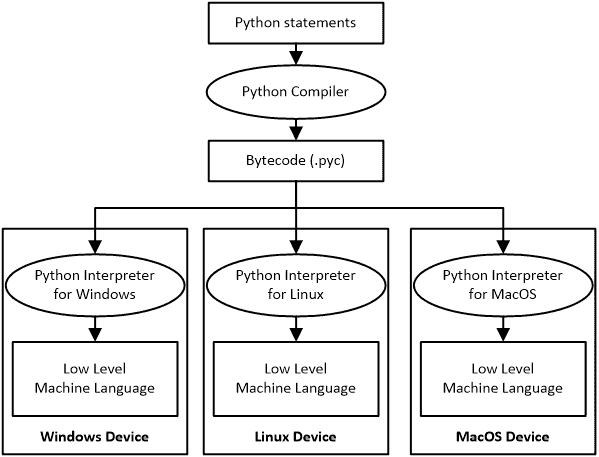 Python statements
Python Compiler
Bytecode (.pyc)
Python Interpreter
for Windows
Low Level
Machine Language
Windows Device
Python Interpreter
for Linux
Low Level
Machine Language
Linux Device
Python Interpreter
for MacOS
Low Level
Machine Language
MacOS Device